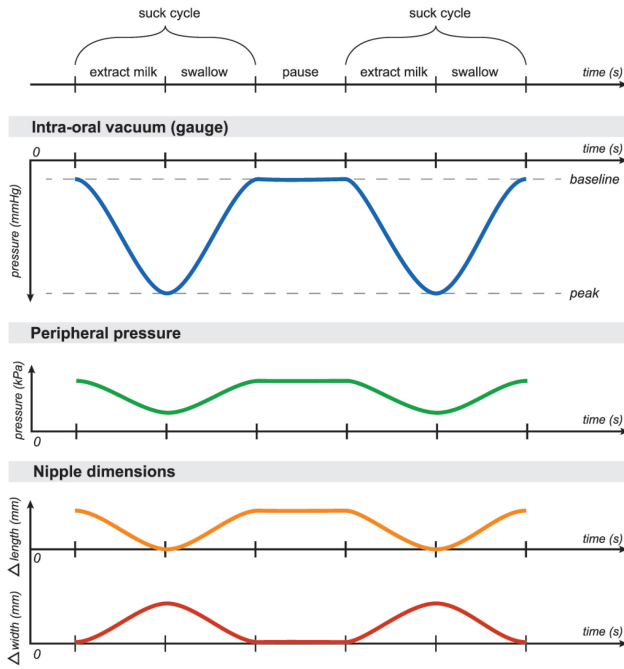 suck cycle suck cycle
extract milk swallow pause extract milk swallow time (s)
Intra-oral vacuum (gauge)
0 time (s)
baseline
pressure (mmHg)
peak
Peripheral pressure
pressure (kPa)
0 time (s)
Nipple dimensions
△ length (mm)
0 time (s)
△ width (mm)
0 time (s)